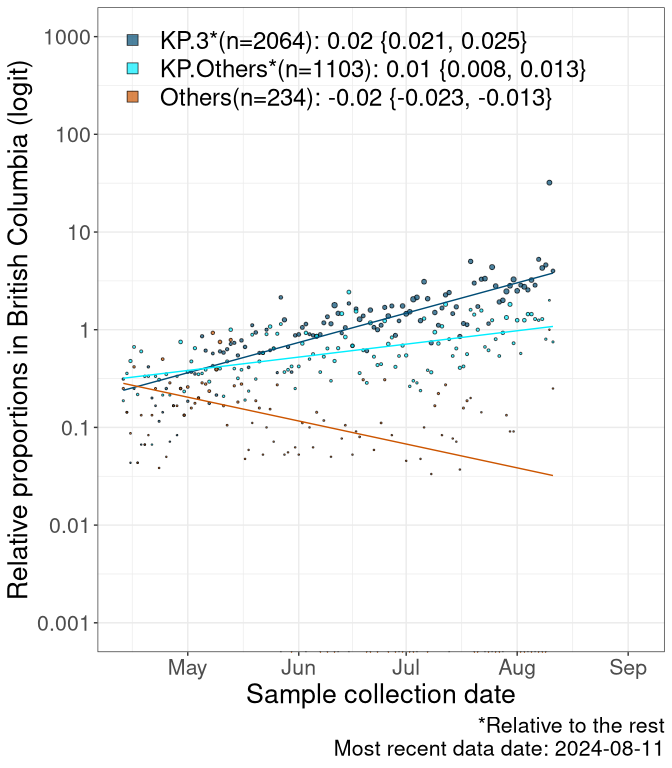 KP.3*(n=2064): 0.02 {0.021, 0.025}
KP.Others*(n=1103): 0.01 {0.008, 0.013}
Others(n=234): -0.02 {-0.023, -0.013}
Relative proportions in British Columbia (logit)
1000
100
10
1
0.1
0.01
0.001
May Jun Jul Aug Sep
Sample collection date
*Relative to the rest
Most recent data date: 2024-08-11